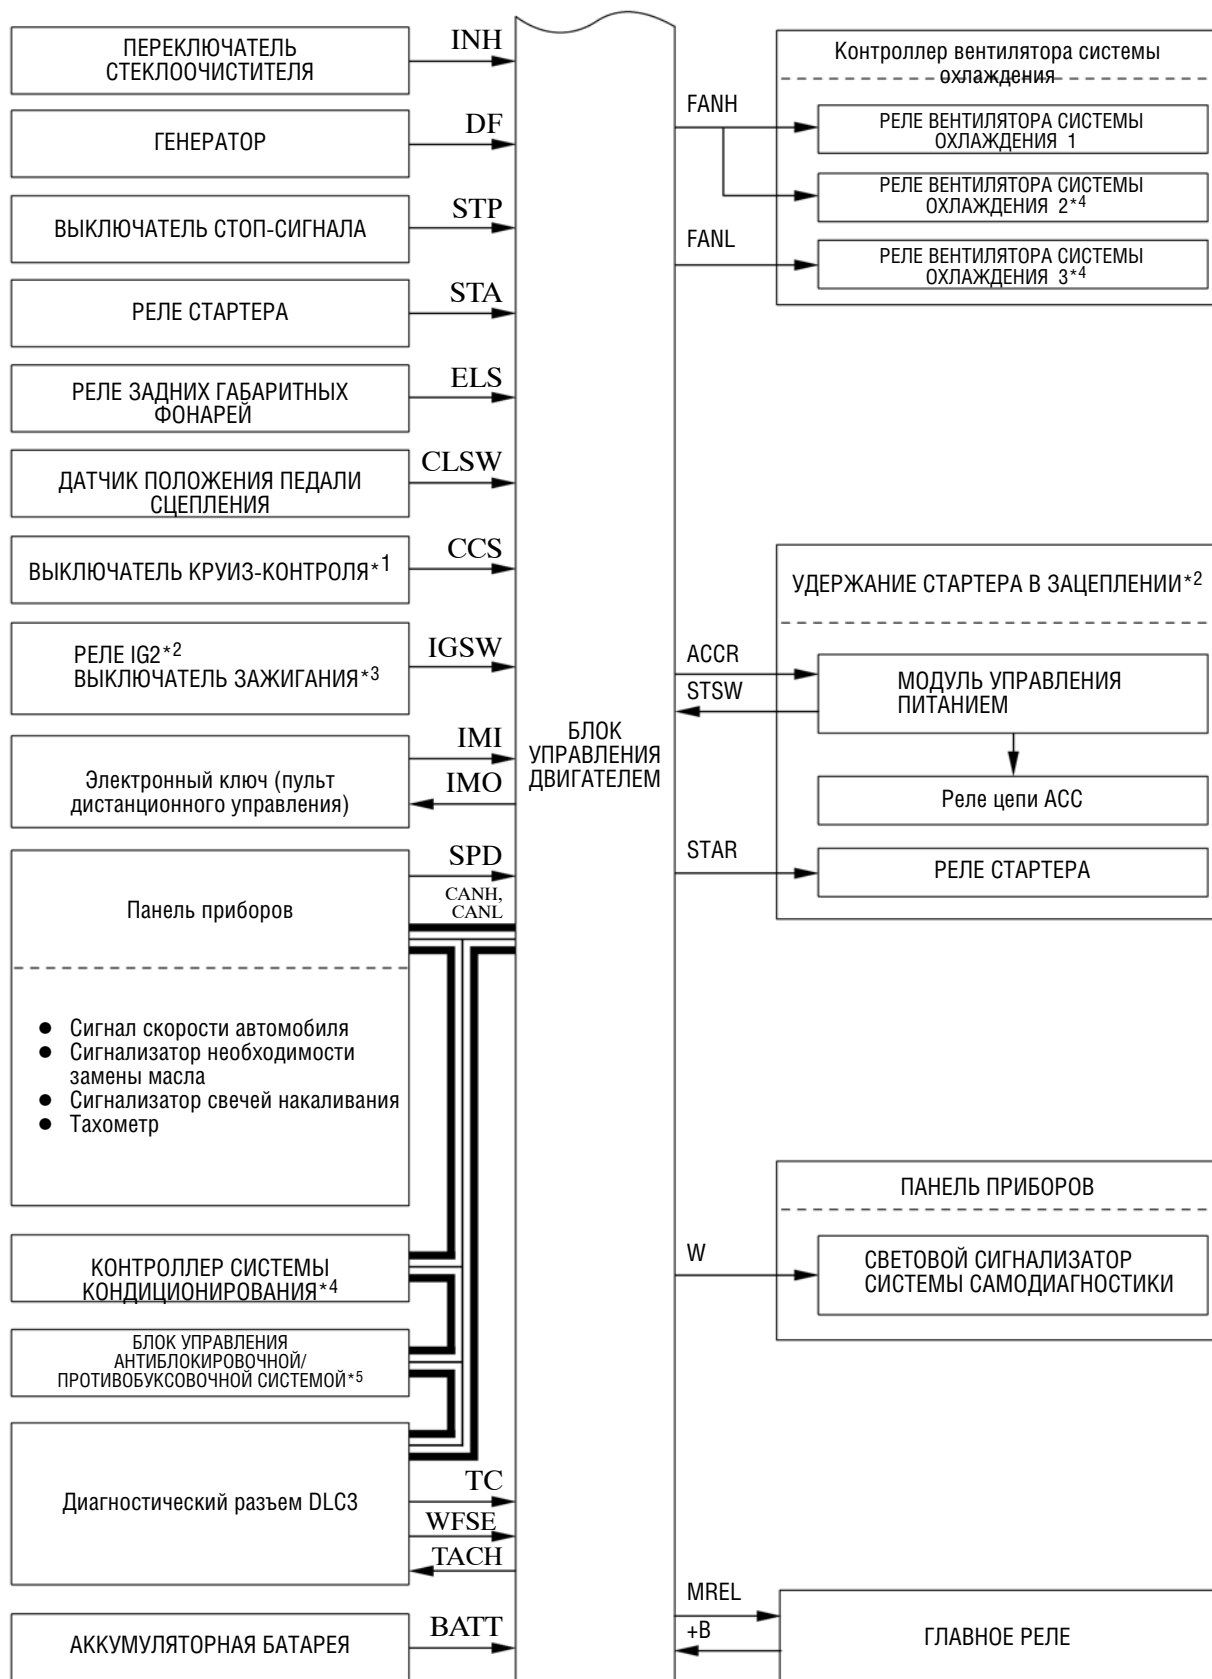 ПЕРЕКЛЮЧАТЕЛЬ
СТЕКЛООЧИСТИТЕЛЯ
INH
ГЕНЕРАТОР
DF
ВЫКЛЮЧАТЕЛЬ СТОП-СИГНАЛА
STP
РЕЛЕ СТАРТЕРА
STA
РЕЛЕ ЗАДНИХ ГАБАРИТНЫХ
ФОНАРЕЙ
ELS
ДАТЧИК ПОЛОЖЕНИЯ ПЕДАЛИ
СЦЕПЛЕНИЯ
CLSW
ВЫКЛЮЧАТЕЛЬ КРУИЗ-КОНТРОЛЯ*1
CCS
РЕЛЕ IG2*2
ВЫКЛЮЧАТЕЛЬ ЗАЖИГАНИЯ*3
IGSW
Электронный ключ (пульт
дистанционного управления)
IMI
IMO
Панель приборов
SPD
CANH,
CANL
● Сигнал скорости автомобиля
● Сигнализатор необходимости
замены масла
● Сигнализатор свечей накаливания
● Тахометр
КОНТРОЛЛЕР СИСТЕМЫ
КОНДИЦИОНИРОВАНИЯ*4
БЛОК УПРАВЛЕНИЯ
АНТИБЛОКИРОВОЧНОЙ/
ПРОТИВОБУКСОВОЧНОЙ СИСТЕМОЙ*5
Диагностический разъем DLC3
TC
WFSE
TACH
АККУМУЛЯТОРНАЯ БАТАРЕЯ
BATT
БЛОК
УПРАВЛЕНИЯ
ДВИГАТЕЛЕМ
Контроллер вентилятора системы
охлаждения
FANH
РЕЛЕ ВЕНТИЛЯТОРА СИСТЕМЫ
ОХЛАЖДЕНИЯ 1
РЕЛЕ ВЕНТИЛЯТОРА СИСТЕМЫ
ОХЛАЖДЕНИЯ 2*4
FANL
РЕЛЕ ВЕНТИЛЯТОРА СИСТЕМЫ
ОХЛАЖДЕНИЯ 3*4
УДЕРЖАНИЕ СТАРТЕРА В ЗАЦЕПЛЕНИИ*2
ACCR
STSW
МОДУЛЬ УПРАВЛЕНИЯ
ПИТАНИЕМ
Реле цепи ACC
STAR
РЕЛЕ СТАРТЕРА
ПАНЕЛЬ ПРИБОРОВ
W
СВЕТОВОЙ СИГНАЛИЗАТОР
СИСТЕМЫ САМОДИАГНОСТИКИ
MREL
+B
ГЛАВНОЕ РЕЛЕ